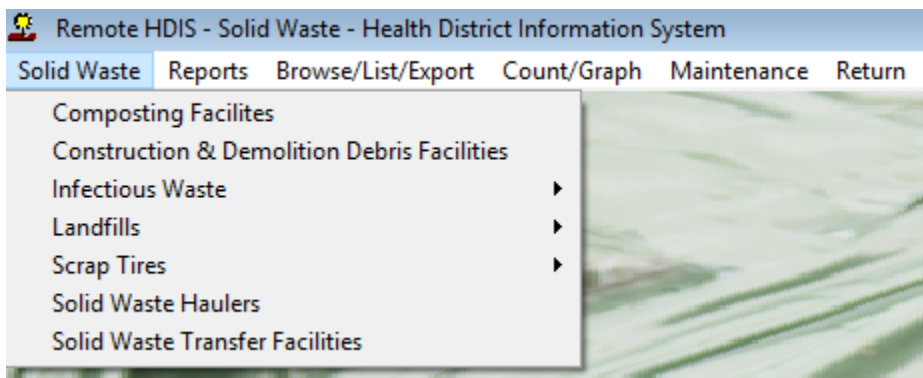 Remote HDIS - Solid Waste - Health District Information System
Solid Waste Reports Browse/List/Export Count/Graph Maintenance Return
Composting Facilites
Construction & Demolition Debris Facilities
Infectious Waste
Landfills
Scrap Tires
Solid Waste Haulers
Solid Waste Transfer Facilities